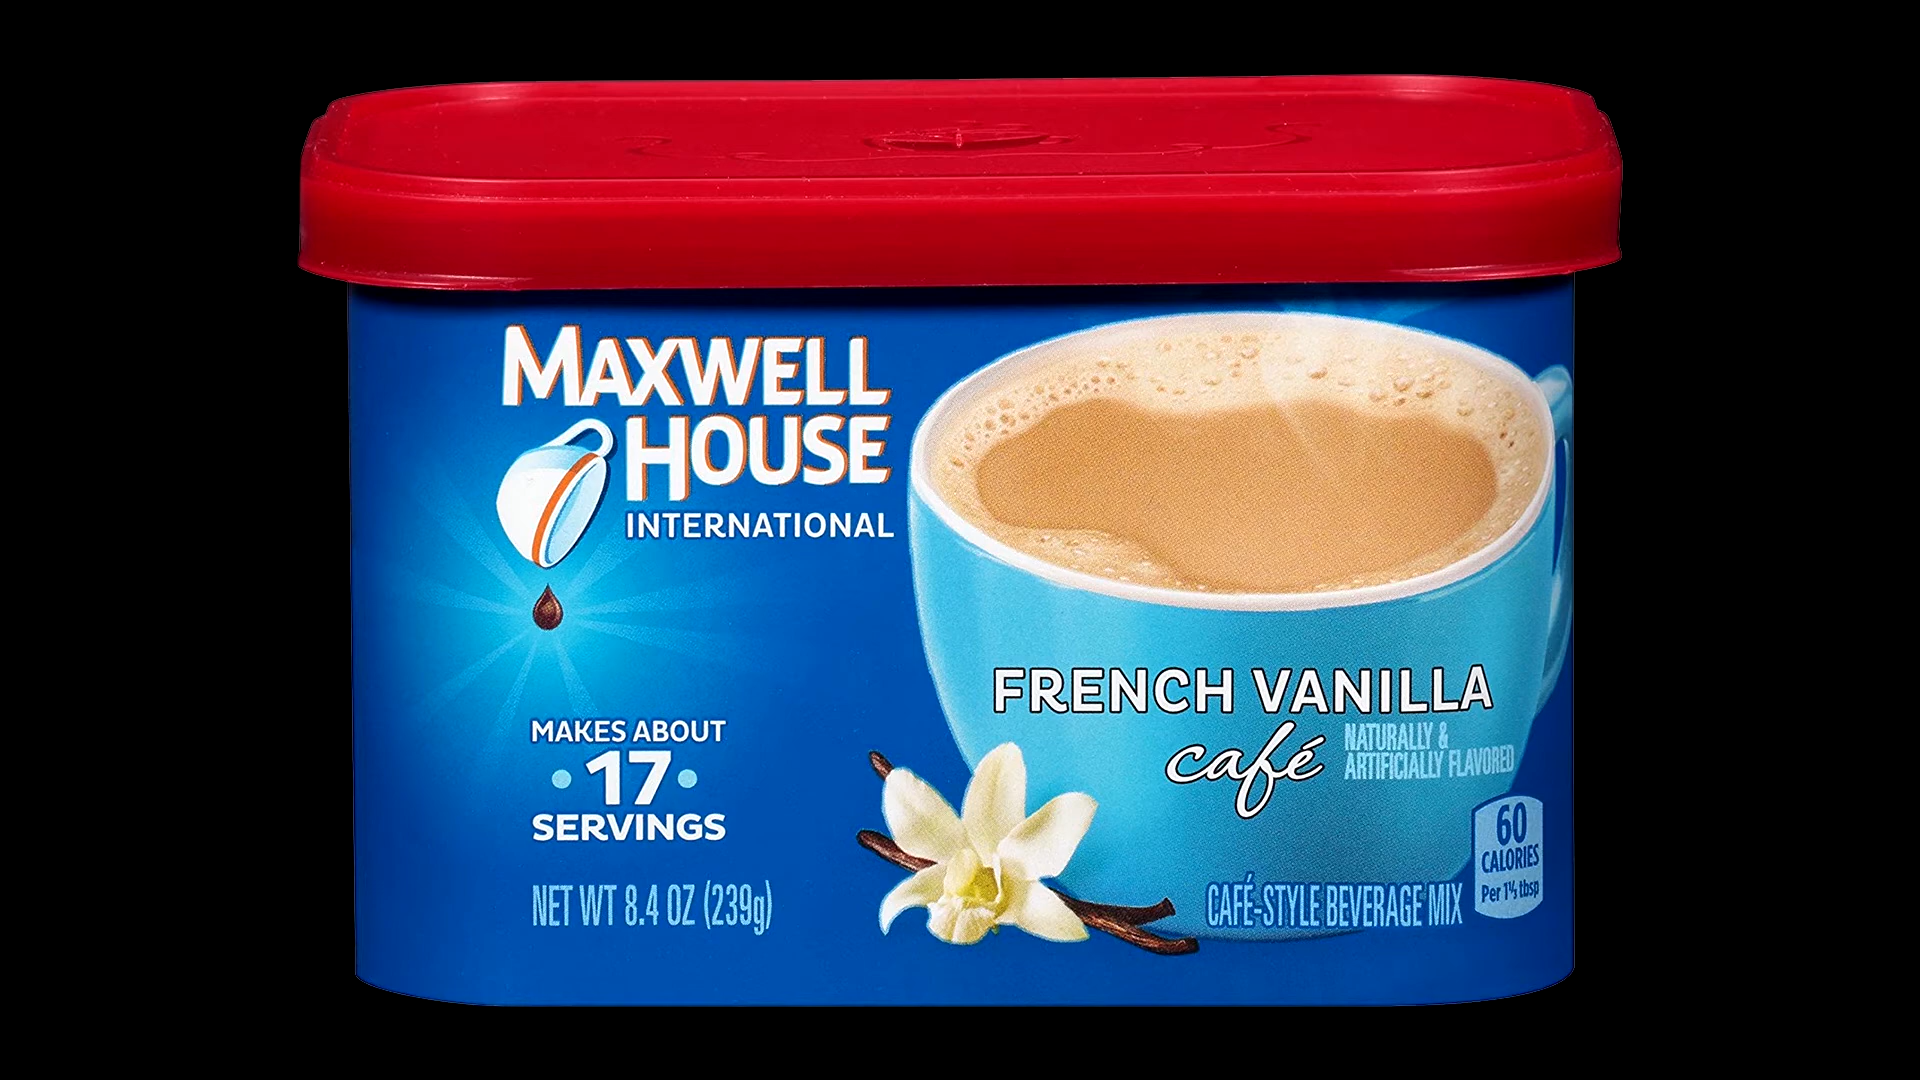 MAXWELL
HOUSE
INTERNATIONAL
MAKES ABOUT
• 17 •
SERVINGS
NET WT 8.4 OZ (239g)
FRENCH VANILLA
café
NATURALLY &
ARTIFICIALLY FLAVORED
60
CALORIES
Per 1⅓ tbsp
CAFÉ-STYLE BEVERAGE MIX